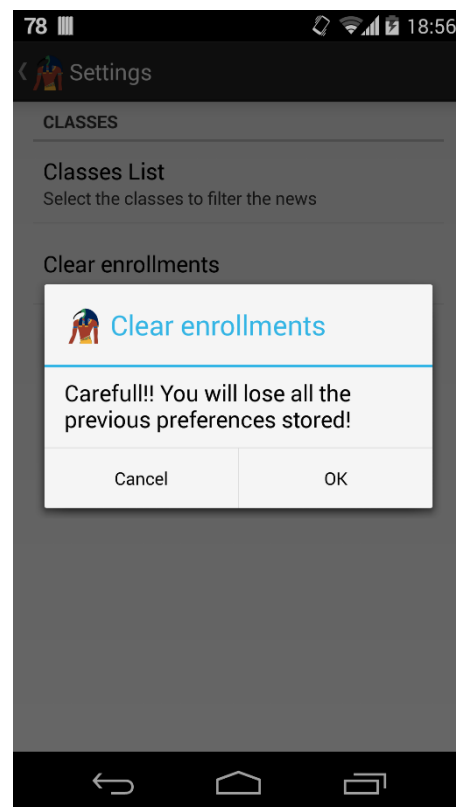 78 18:56
Settings
CLASSES
Classes List
Select the classes to filter the news
Clear enrollments
Clear enrollments
Carefull!! You will lose all the
previous preferences stored!
Cancel OK